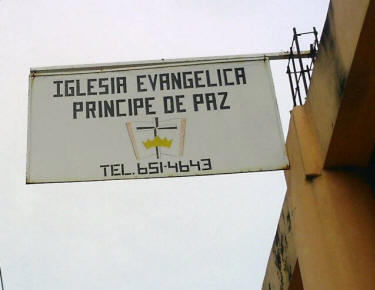 IGLESIA EVANGELICA
PRINCIPE DE PAZ
TEL.651-4643